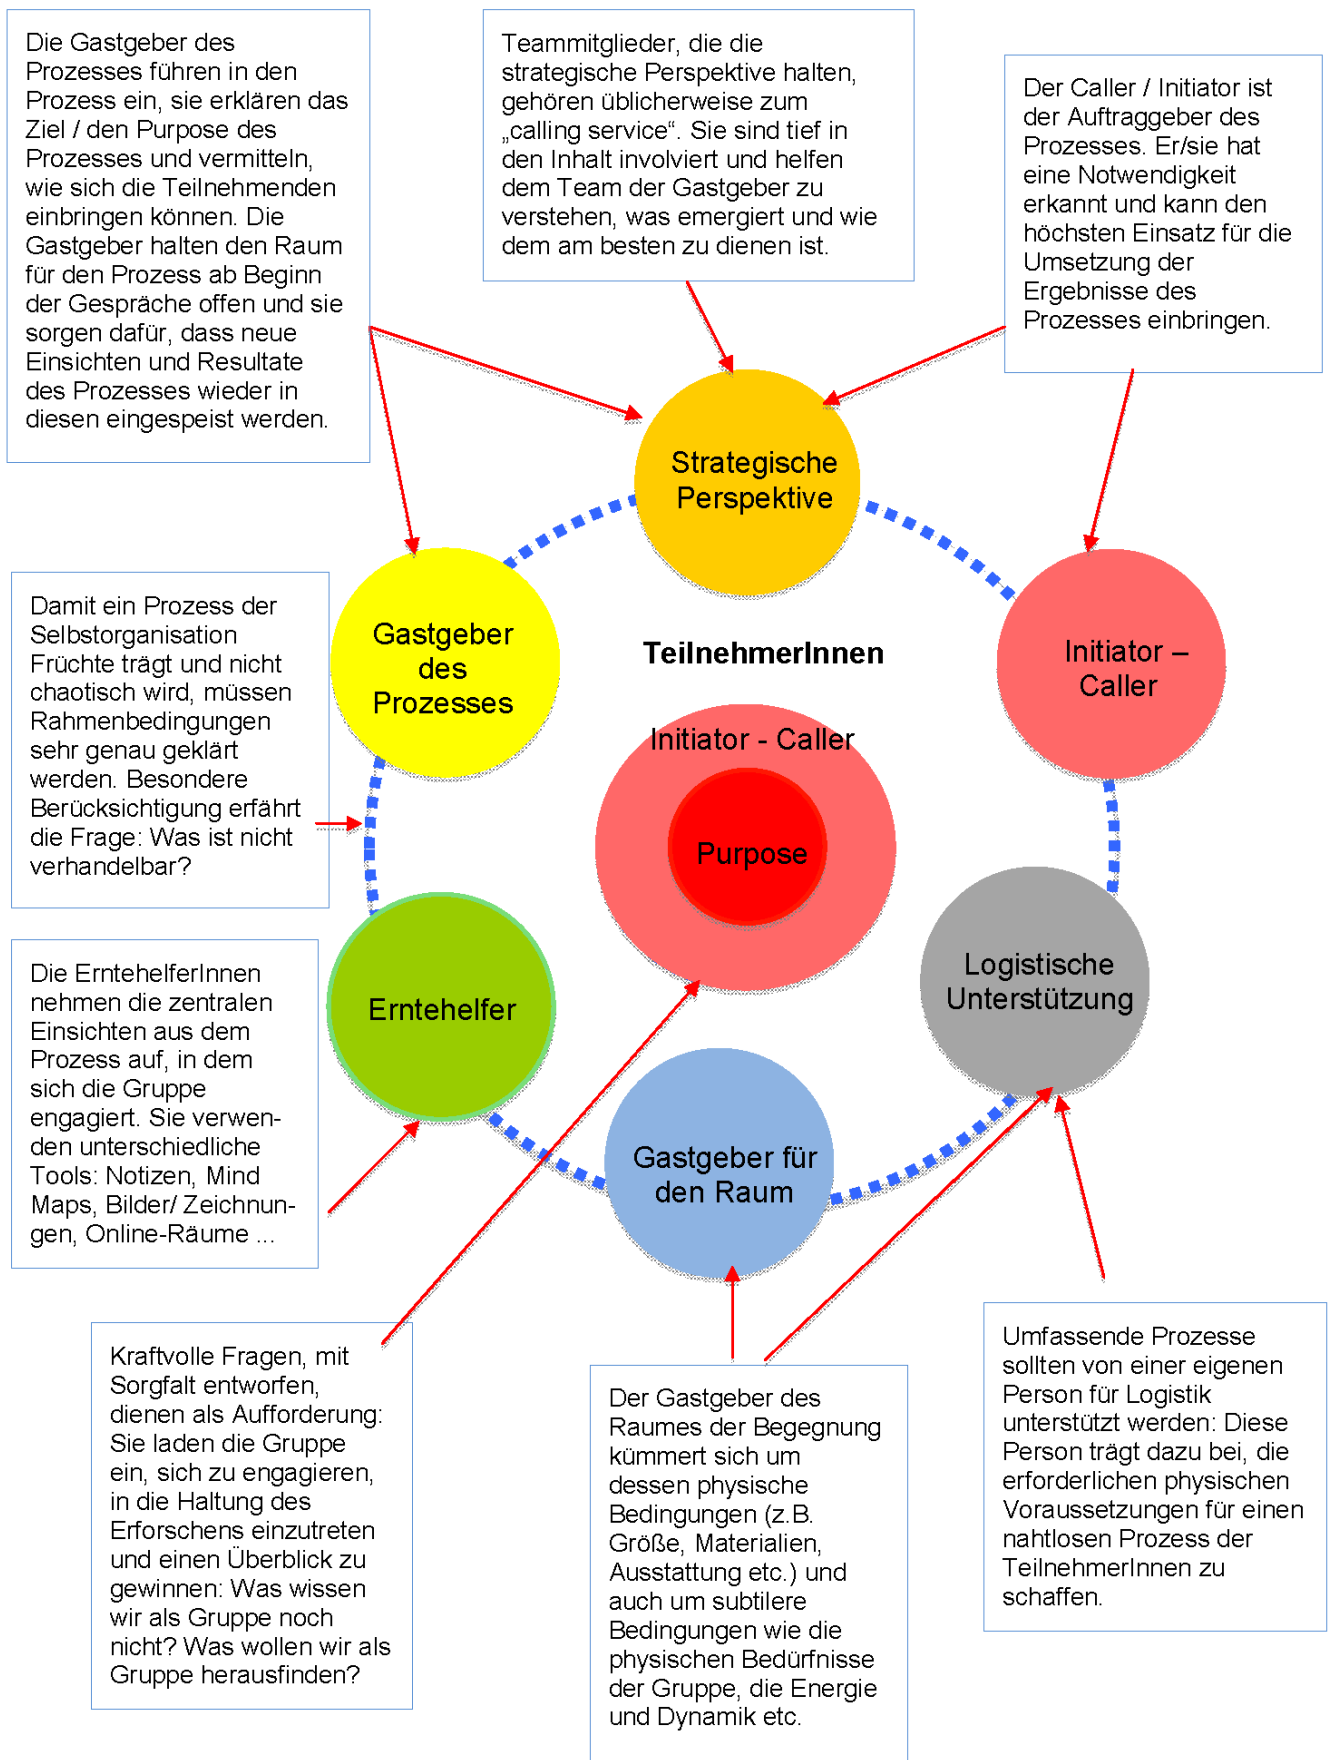 Die Gastgeber des
Prozesses führen in den
Prozess ein, sie erklären das
Ziel / den Purpose des
Prozesses und vermitteln,
wie sich die Teilnehmenden
einbringen können. Die
Gastgeber halten den Raum
für den Prozess ab Beginn
der Gespräche offen und sie
sorgen dafür, dass neue
Einsichten und Resultate
des Prozesses wieder in
diesen eingespeist werden.
Teammitglieder, die die
strategische Perspektive halten,
gehören üblicherweise zum
„calling service“. Sie sind tief in
den Inhalt involviert und helfen
dem Team der Gastgeber zu
verstehen, was emergiert und wie
dem am besten zu dienen ist.
Der Caller / Initiator ist
der Auftraggeber des
Prozesses. Er/sie hat
eine Notwendigkeit
erkannt und kann den
höchsten Einsatz für die
Umsetzung der
Ergebnisse des
Prozesses einbringen.
Strategische
Perspektive
Gastgeber
des
Prozesses
TeilnehmerInnen
Initiator –
Caller
Damit ein Prozess der
Selbstorganisation
Früchte trägt und nicht
chaotisch wird, müssen
Rahmenbedingungen
sehr genau geklärt
werden. Besondere
Berücksichtigung erfährt
die Frage: Was ist nicht
verhandelbar?
Initiator - Caller
Purpose
Erntehelfer
Logistische
Unterstützung
Gastgeber für
den Raum
Die ErntehelferInnen
nehmen die zentralen
Einsichten aus dem
Prozess auf, in dem
sich die Gruppe
engagiert. Sie verwen-
den unterschiedliche
Tools: Notizen, Mind
Maps, Bilder/ Zeichnun-
gen, Online-Räume ...
Kraftvolle Fragen, mit
Sorgfalt entworfen,
dienen als Aufforderung:
Sie laden die Gruppe
ein, sich zu engagieren,
in die Haltung des
Erforschens einzutreten
und einen Überblick zu
gewinnen: Was wissen
wir als Gruppe noch
nicht? Was wollen wir als
Gruppe herausfinden?
Der Gastgeber des
Raumes der Begegnung
kümmert sich um
dessen physische
Bedingungen (z.B.
Größe, Materialien,
Ausstattung etc.) und
auch um subtilere
Bedingungen wie die
physischen Bedürfnisse
der Gruppe, die Energie
und Dynamik etc.
Umfassende Prozesse
sollten von einer eigenen
Person für Logistik
unterstützt werden: Diese
Person trägt dazu bei, die
erforderlichen physischen
Voraussetzungen für einen
nahtlosen Prozess der
TeilnehmerInnen zu
schaffen.